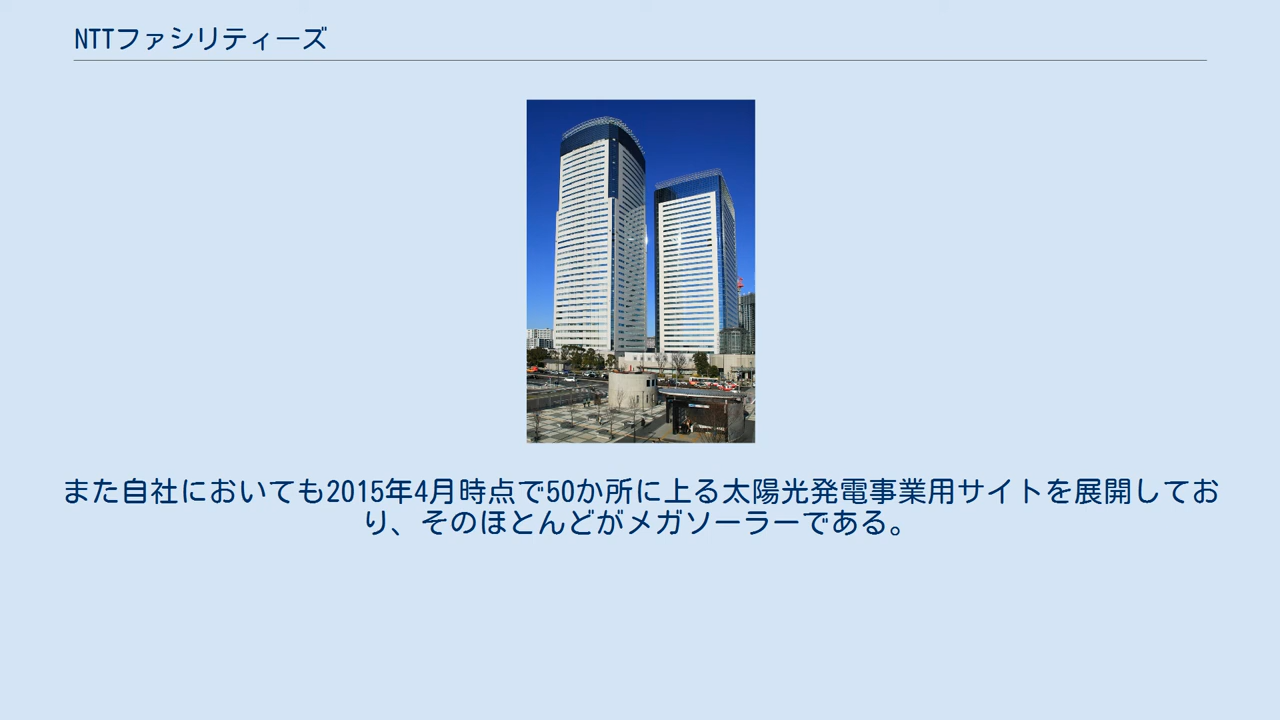 NTTファシリティーズ
また自社においても2015年4月時点で50か所に上る太陽光発電事業用サイトを展開してお
り、そのほとんどがメガソーラーである。